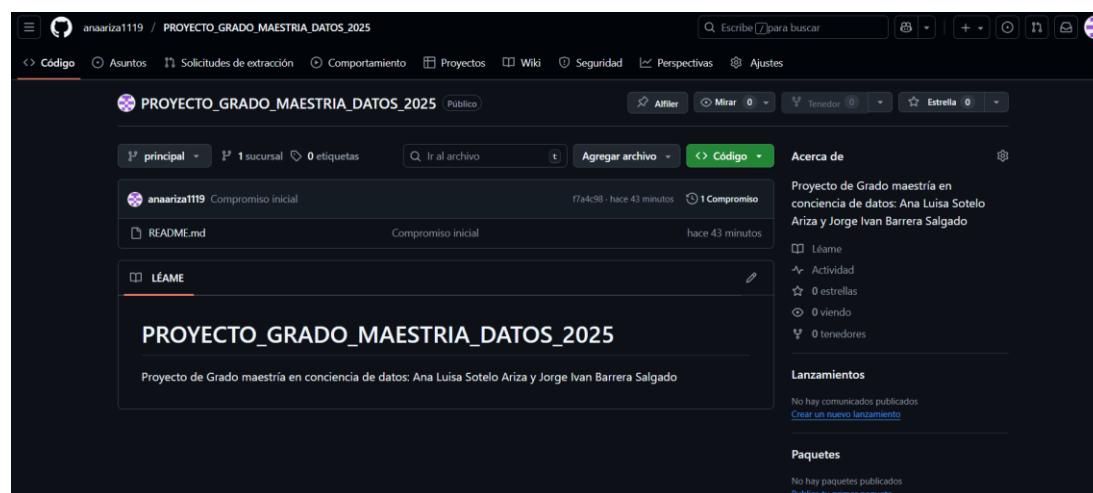 anaariza1119 / PROYECTO_GRADO_MAESTRIA_DATOS_2025
Escribe / para buscar
Código Asuntos Solicitudes de extracción Comportamiento Proyectos Wiki Seguridad Perspectivas Ajustes
PROYECTO_GRADO_MAESTRIA_DATOS_2025 Público
Alfiler Mirar 0 Tenedor 0 Estrella 0
principal 1 sucursal 0 etiquetas Ir al archivo t Agregar archivo <> Código
anaariza1119 Compromiso inicial f7a4c98 · hace 43 minutos 1 Compromiso
README.md Compromiso inicial hace 43 minutos
LÉAME
PROYECTO_GRADO_MAESTRIA_DATOS_2025
Proyecto de Grado maestría en conciencia de datos: Ana Luisa Sotelo Ariza y Jorge Ivan Barrera Salgado
Acerca de
Proyecto de Grado maestría en
conciencia de datos: Ana Luisa Sotelo
Ariza y Jorge Ivan Barrera Salgado
Léame
Actividad
0 estrellas
0 viendo
0 tenedores
Lanzamientos
No hay comunicados publicados
Crear un nuevo lanzamiento
Paquetes
No hay paquetes publicados